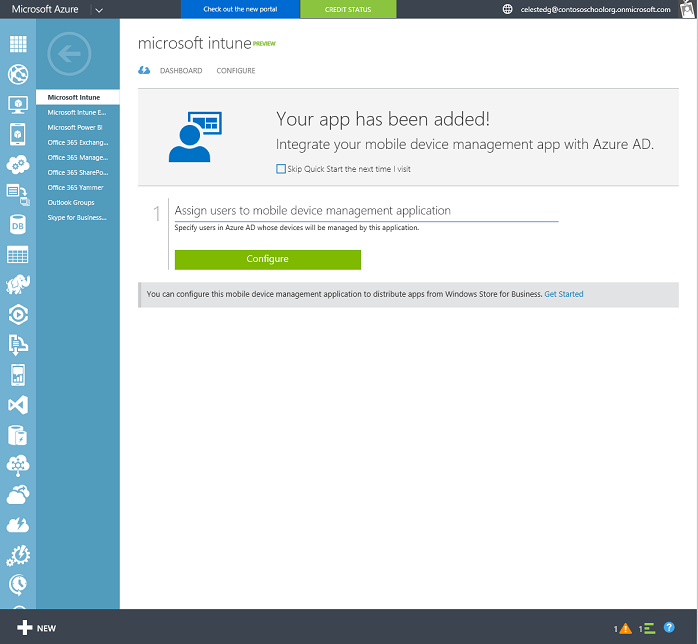 Microsoft Azure
Check out the new portal
CREDIT STATUS
celestedg@contososchoolorg.onmicrosoft.com
microsoft intune PREVIEW
DASHBOARD CONFIGURE
Microsoft Intune
Microsoft Intune E...
Microsoft Power BI
Office 365 Exchang...
Office 365 Manage...
Office 365 SharePo...
Office 365 Yammer
Outlook Groups
Skype for Business...
Your app has been added!
Integrate your mobile device management app with Azure AD.
Skip Quick Start the next time I visit
1 Assign users to mobile device management application
Specify users in Azure AD whose devices will be managed by this application.
Configure
You can configure this mobile device management application to distribute apps from Windows Store for Business. Get Started
DB
NEW
1 1 ?